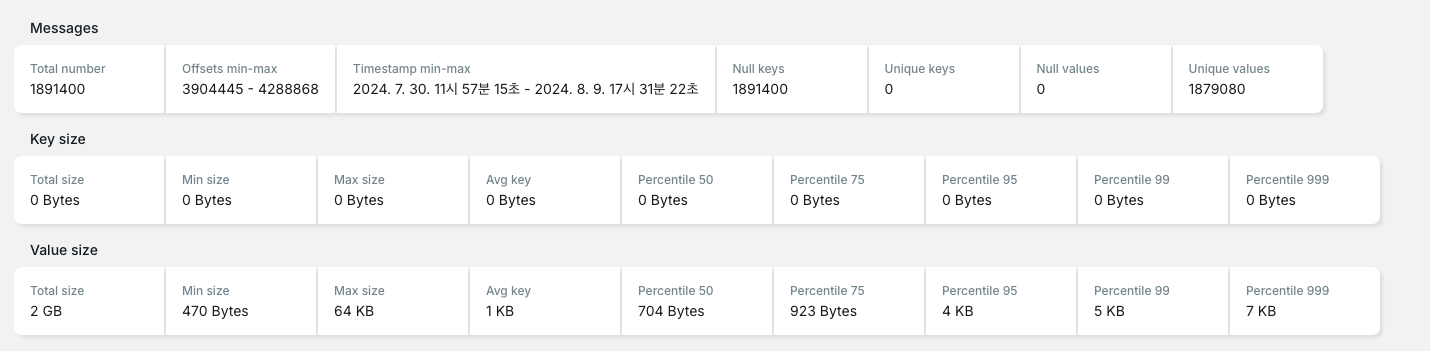 Messages
Total number Offsets min-max Timestamp min-max Null keys Unique keys Null values Unique values
1891400 3904445 - 4288868 2024. 7. 30. 11시 57분 15초 - 2024. 8. 9. 17시 31분 22초 1891400 0 0 1879080
Key size
Total size Min size Max size Avg key Percentile 50 Percentile 75 Percentile 95 Percentile 99 Percentile 999
0 Bytes 0 Bytes 0 Bytes 0 Bytes 0 Bytes 0 Bytes 0 Bytes 0 Bytes 0 Bytes
Value size
Total size Min size Max size Avg key Percentile 50 Percentile 75 Percentile 95 Percentile 99 Percentile 999
2 GB 470 Bytes 64 KB 1 KB 704 Bytes 923 Bytes 4 KB 5 KB 7 KB